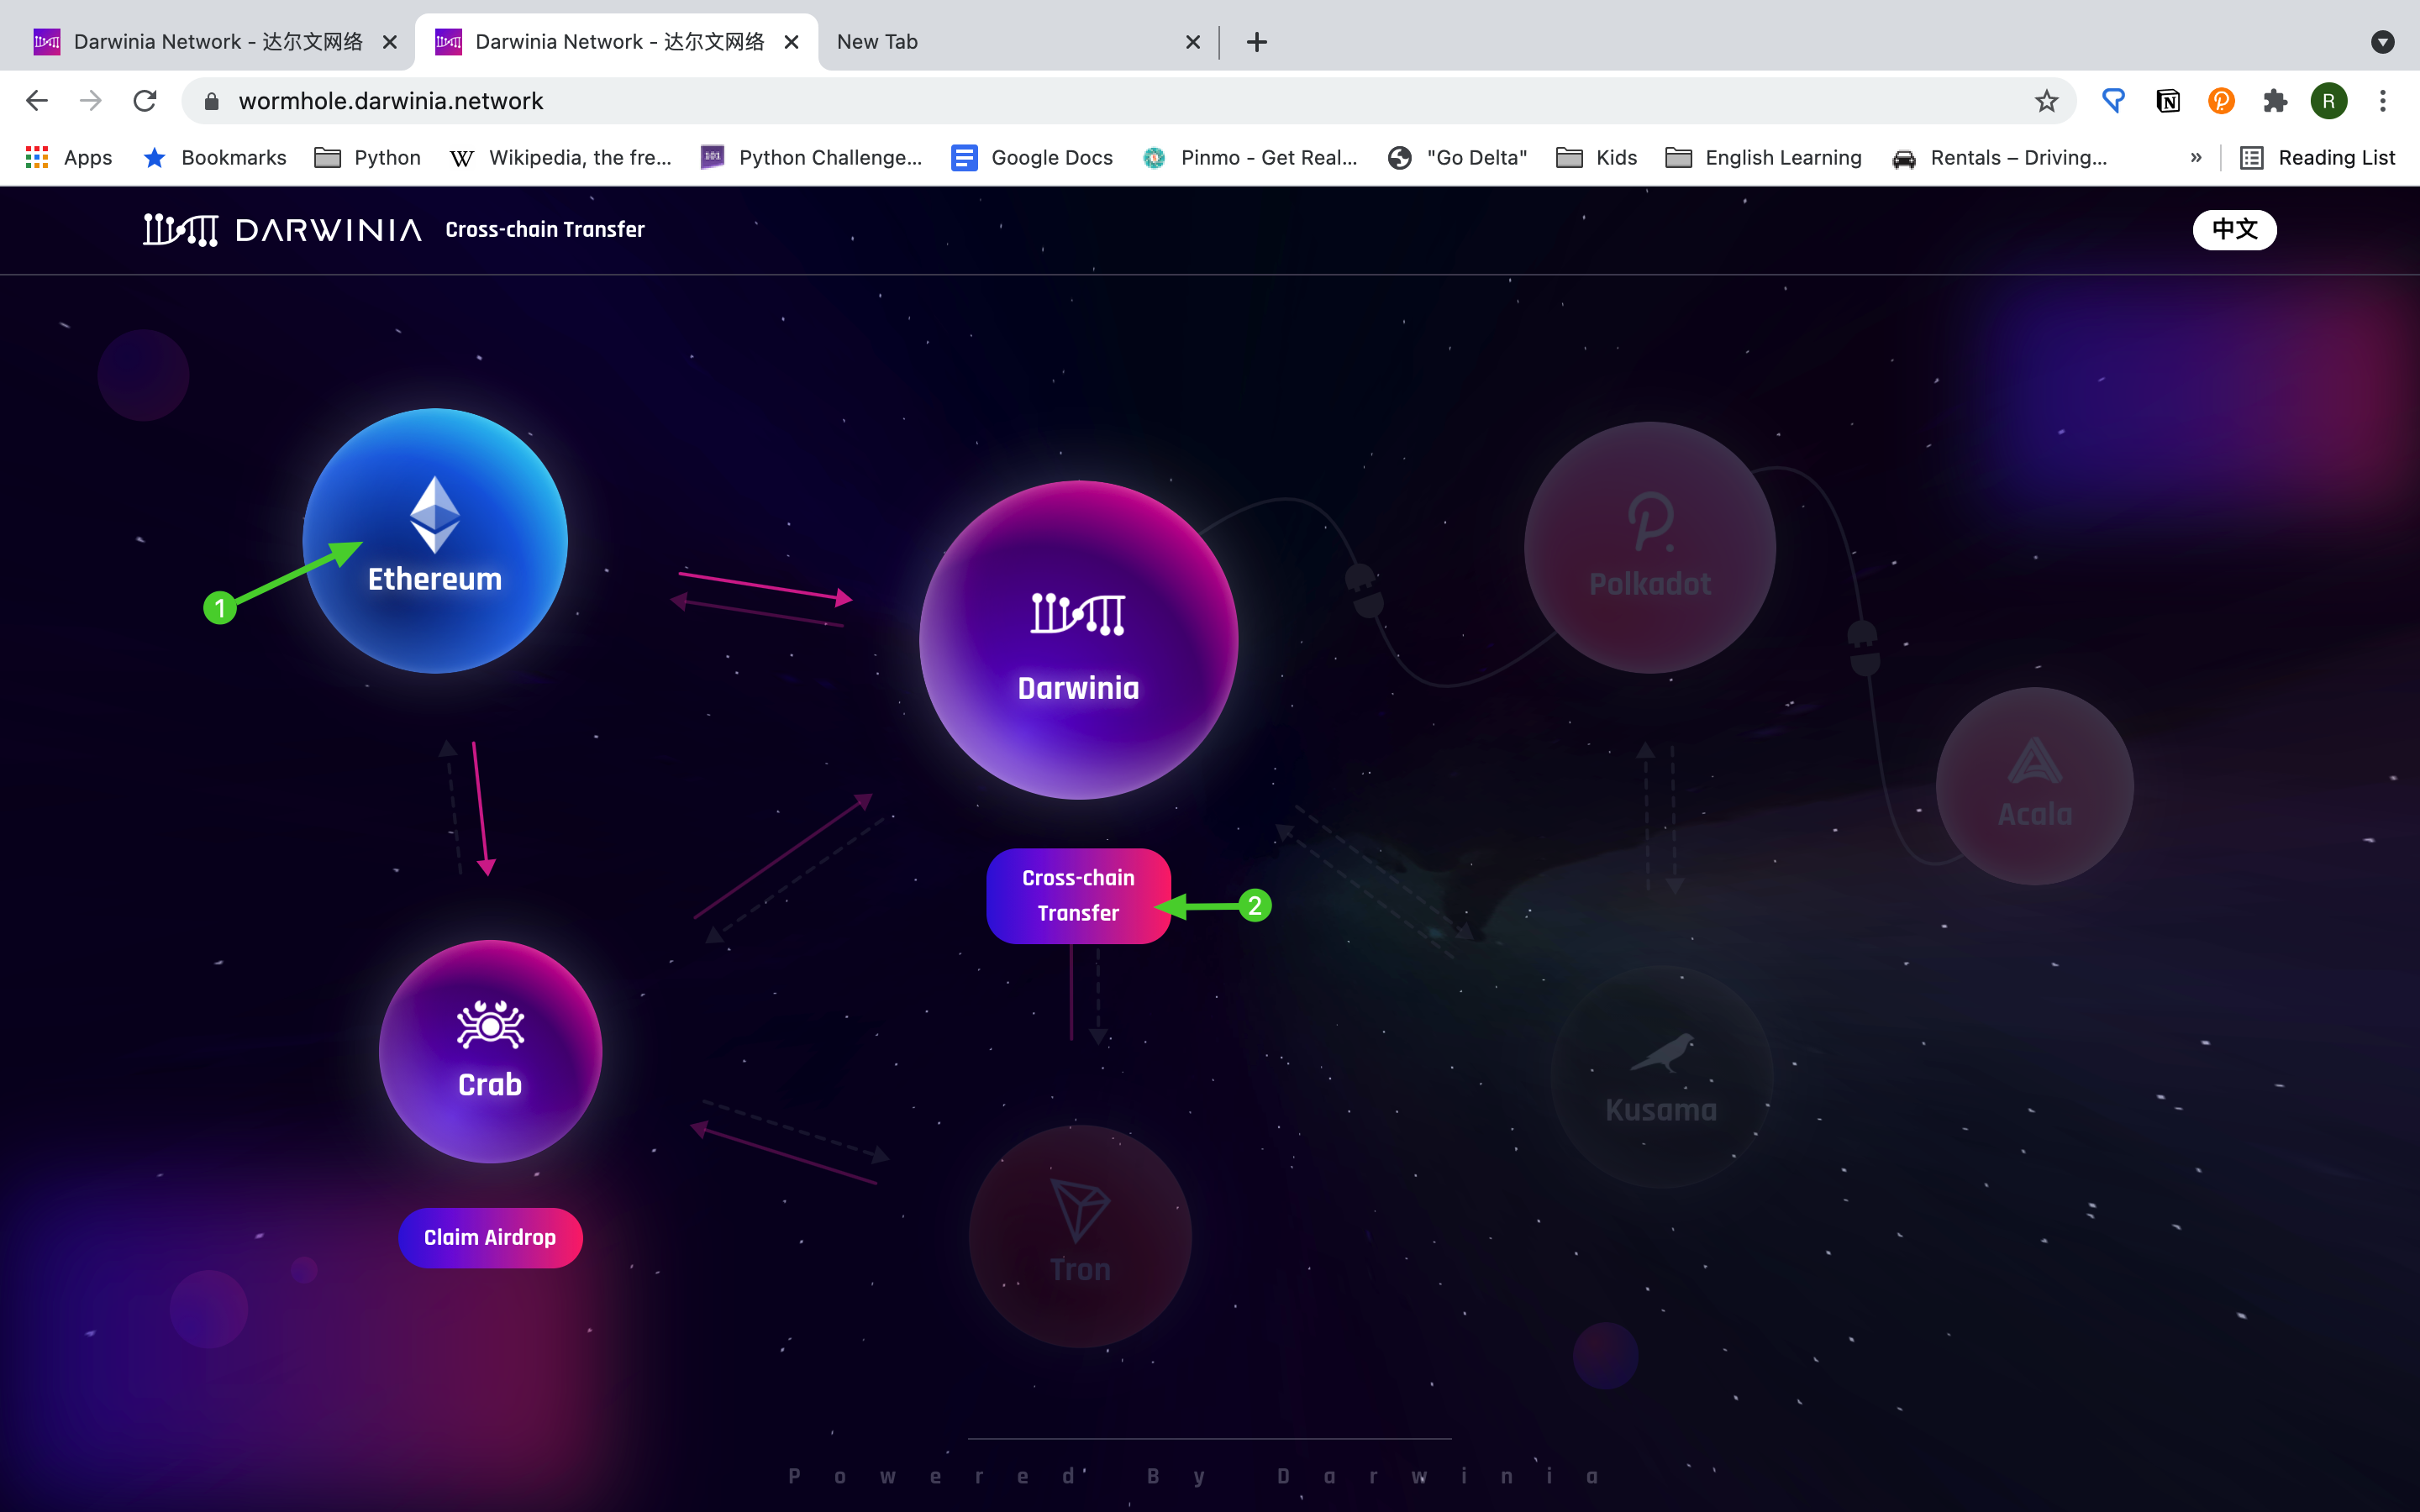 Darwinia Network - 达尔文网络
Darwinia Network - 达尔文网络
New Tab
wormhole.darwinia.network
R
Apps
Bookmarks
Python
Wikipedia, the fre...
Python Challenge...
Google Docs
Pinmo - Get Real...
"Go Delta"
Kids
English Learning
Rentals – Driving...
»
Reading List
DARWINIA
Cross-chain Transfer
中文
Ethereum
1
Darwinia
Polkadot
Acala
Cross-chain
Transfer
2
Crab
Kusama
Claim Airdrop
Tron
Powered By Darwinia